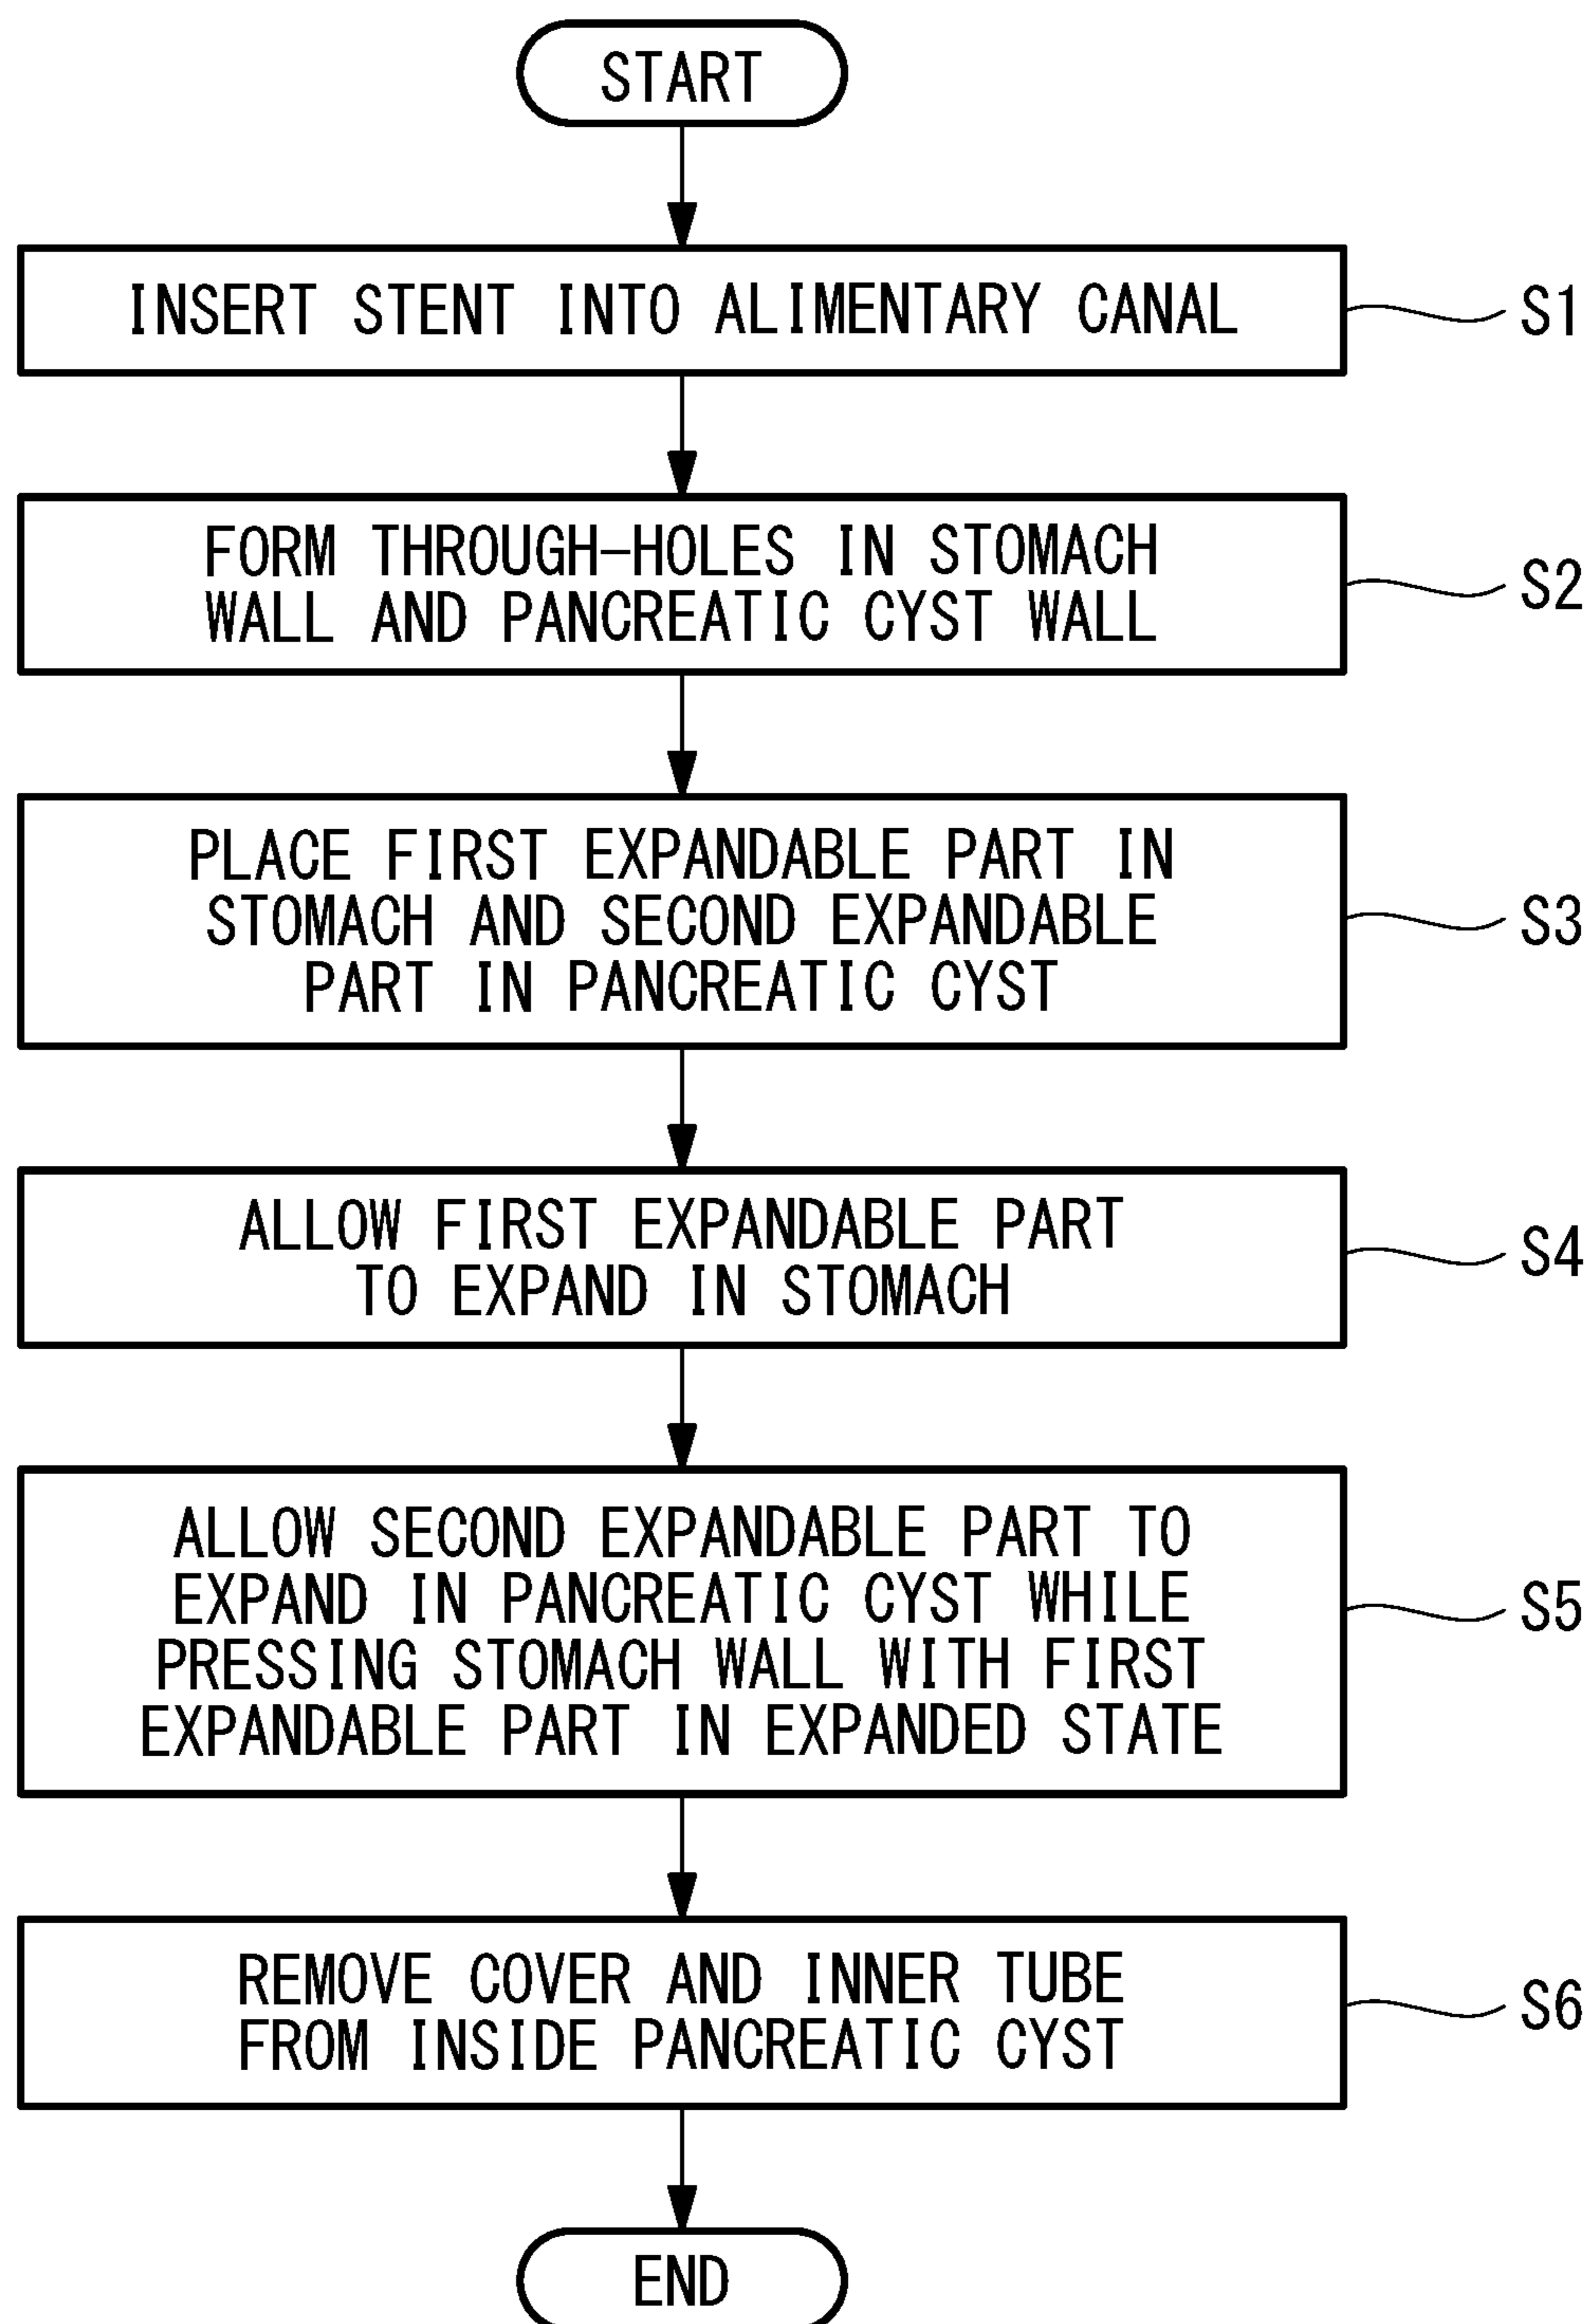 START
INSERT STENT INTO ALIMENTARY CANAL
S1
FORM THROUGH-HOLES IN STOMACH
WALL AND PANCREATIC CYST WALL
S2
PLACE FIRST EXPANDABLE PART IN
STOMACH AND SECOND EXPANDABLE
PART IN PANCREATIC CYST
S3
ALLOW FIRST EXPANDABLE PART
TO EXPAND IN STOMACH
S4
ALLOW SECOND EXPANDABLE PART TO
EXPAND IN PANCREATIC CYST WHILE
PRESSING STOMACH WALL WITH FIRST
EXPANDABLE PART IN EXPANDED STATE
S5
REMOVE COVER AND INNER TUBE
FROM INSIDE PANCREATIC CYST
S6
END